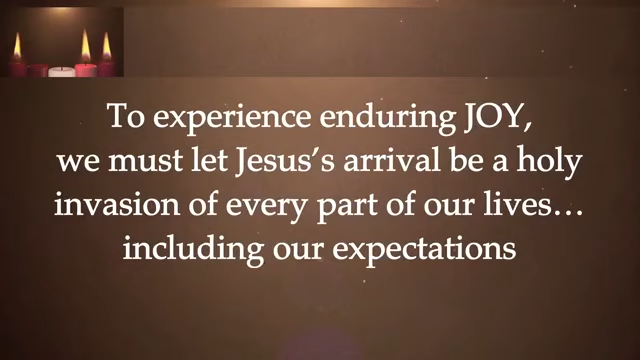 To experience enduring JOY,
we must let Jesus’s arrival be a holy
invasion of every part of our lives…
including our expectations